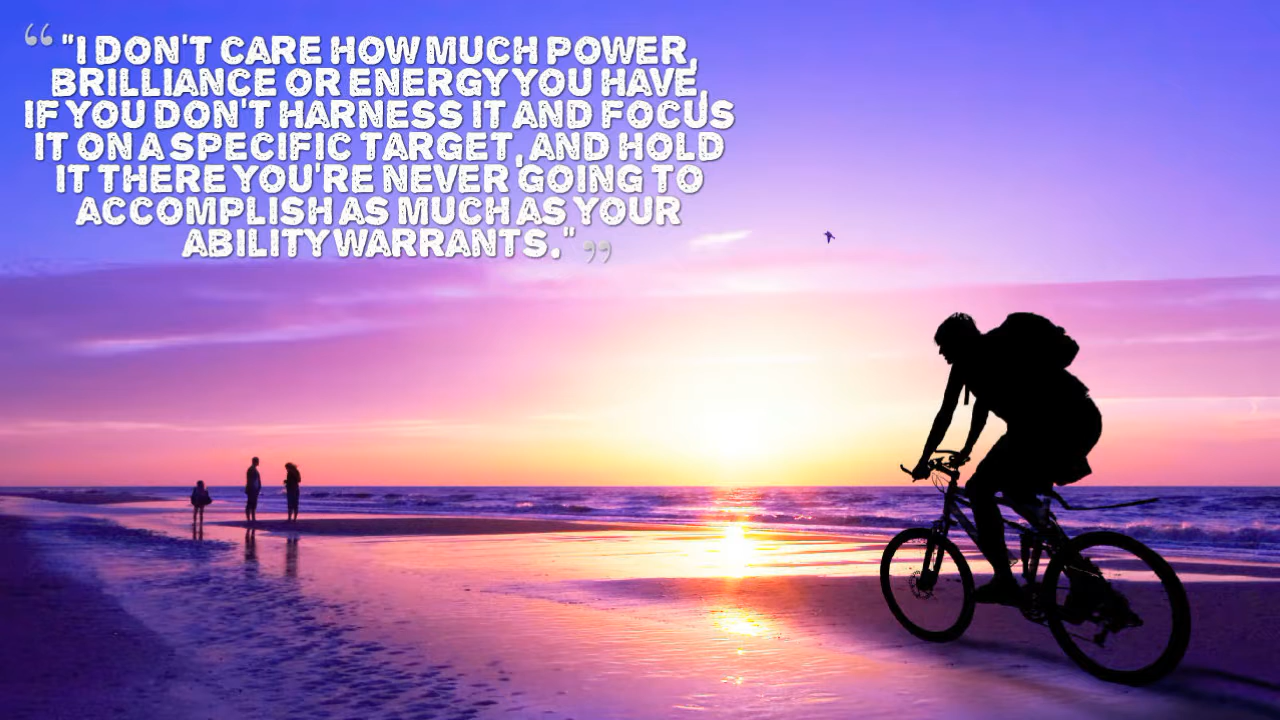 “ "I DON'T CARE HOW MUCH POWER,
BRILLIANCE OR ENERGY YOU HAVE,
IF YOU DON'T HARNESS IT AND FOCUS
IT ON A SPECIFIC TARGET, AND HOLD
IT THERE YOU'RE NEVER GOING TO
ACCOMPLISH AS MUCH AS YOUR
ABILITY WARRANTS." ”